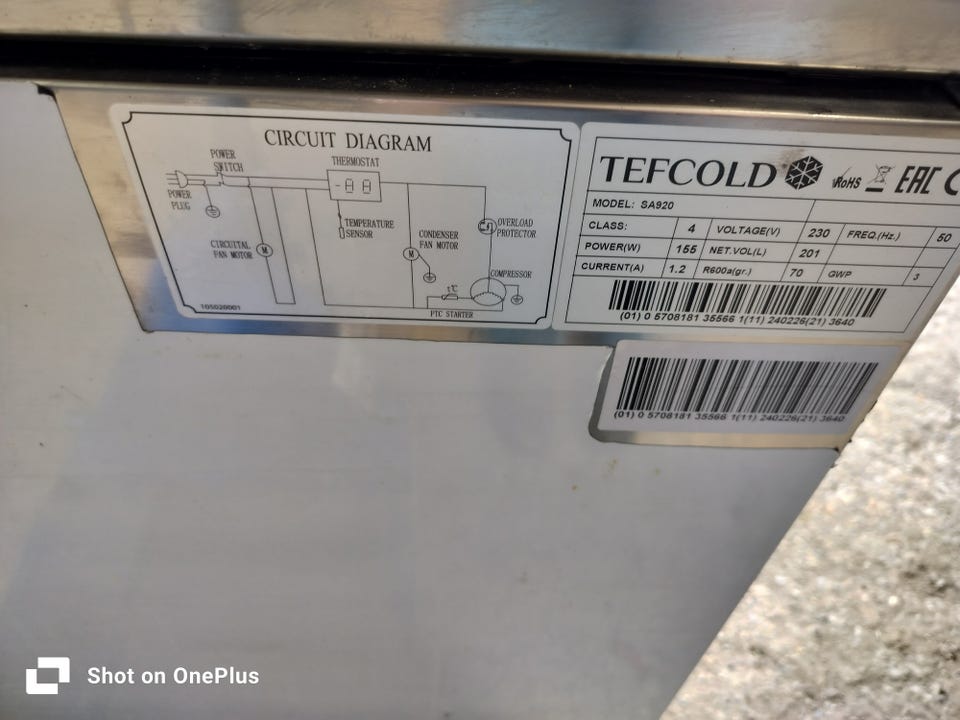 CIRCUIT DIAGRAM
POWER
SWITCH
THERMOSTAT
POWER
PLUG
TEMPERATURE
SENSOR
OVERLOAD
PROTECTOR
CIRCUITAL
FAN MOTOR
M
CONDENSER
FAN MOTOR
M
COMPRESSOR
t℃
PTC STARTER
105020001
TEFCOLD RoHS EAC
MODEL: SA920
CLASS: 4 VOLTAGE(V) 230 FREQ.(Hz.) 50
POWER(W) 155 NET.VOL(L) 201
CURRENT(A) 1.2 R600a(gr.) 70 GWP 3
(01) 0 5708181 35566 1(11) 240226(21) 3640
(01) 0 5708181 35566 1(11) 240226(21) 3640
Shot on OnePlus